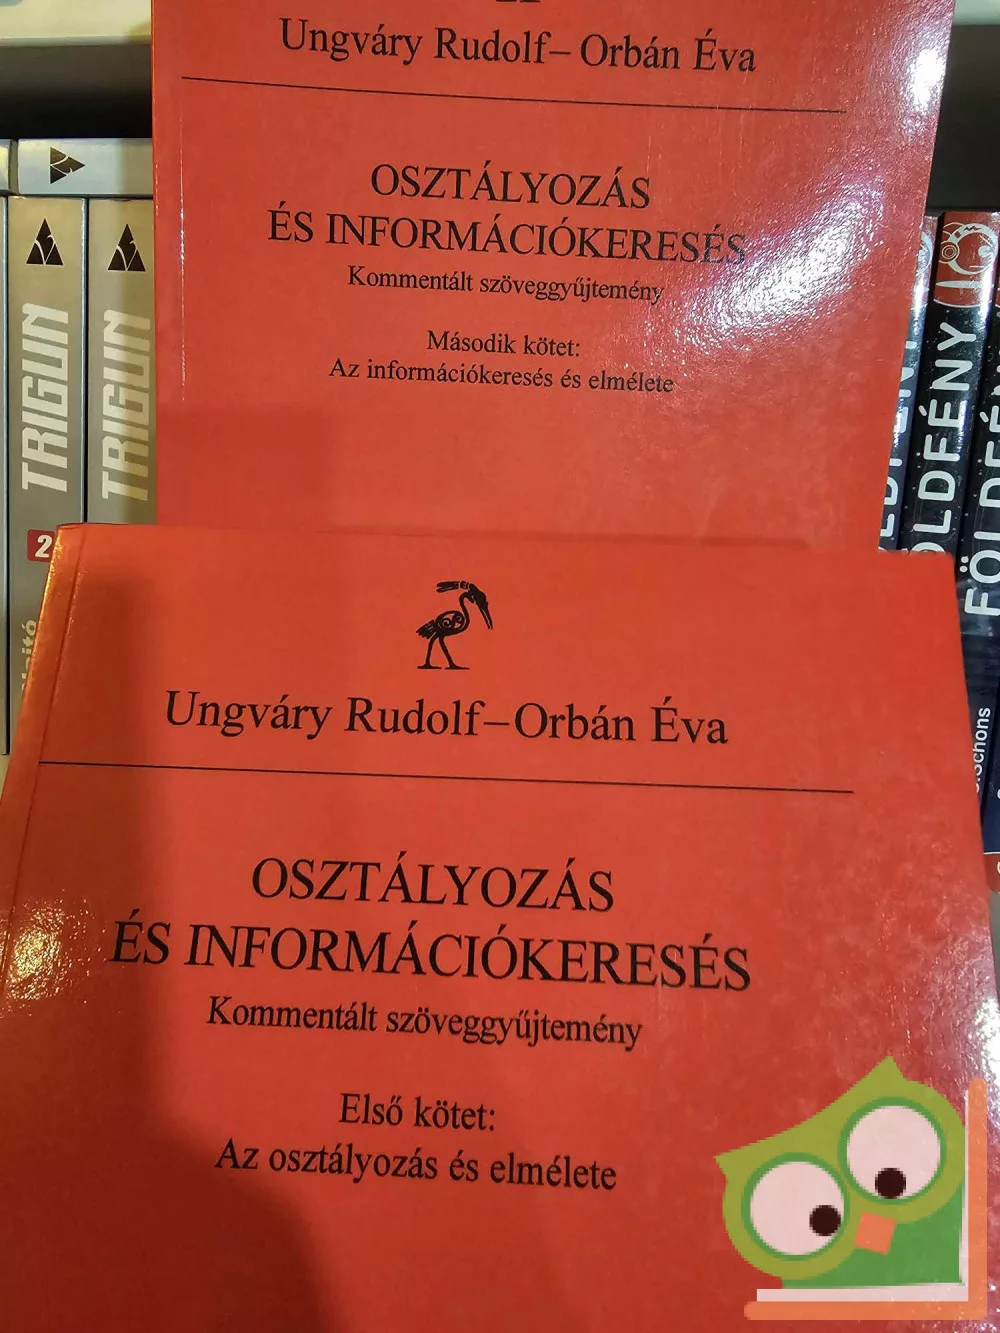 Ungváry Rudolf– Orbán Éva
OSZTÁLYOZÁS
ÉS INFORMÁCIÓKERESÉS
Kommentált szöveggyűjtemény
Második kötet:
Az információkeresés és elmélete
Ungváry Rudolf–Orbán Éva
OSZTÁLYOZÁS
ÉS INFORMÁCIÓKERESÉS
Kommentált szöveggyűjtemény
Első kötet:
Az osztályozás és elmélete
TRIGUN
2
TRIGUN
FÖLDFÉNY